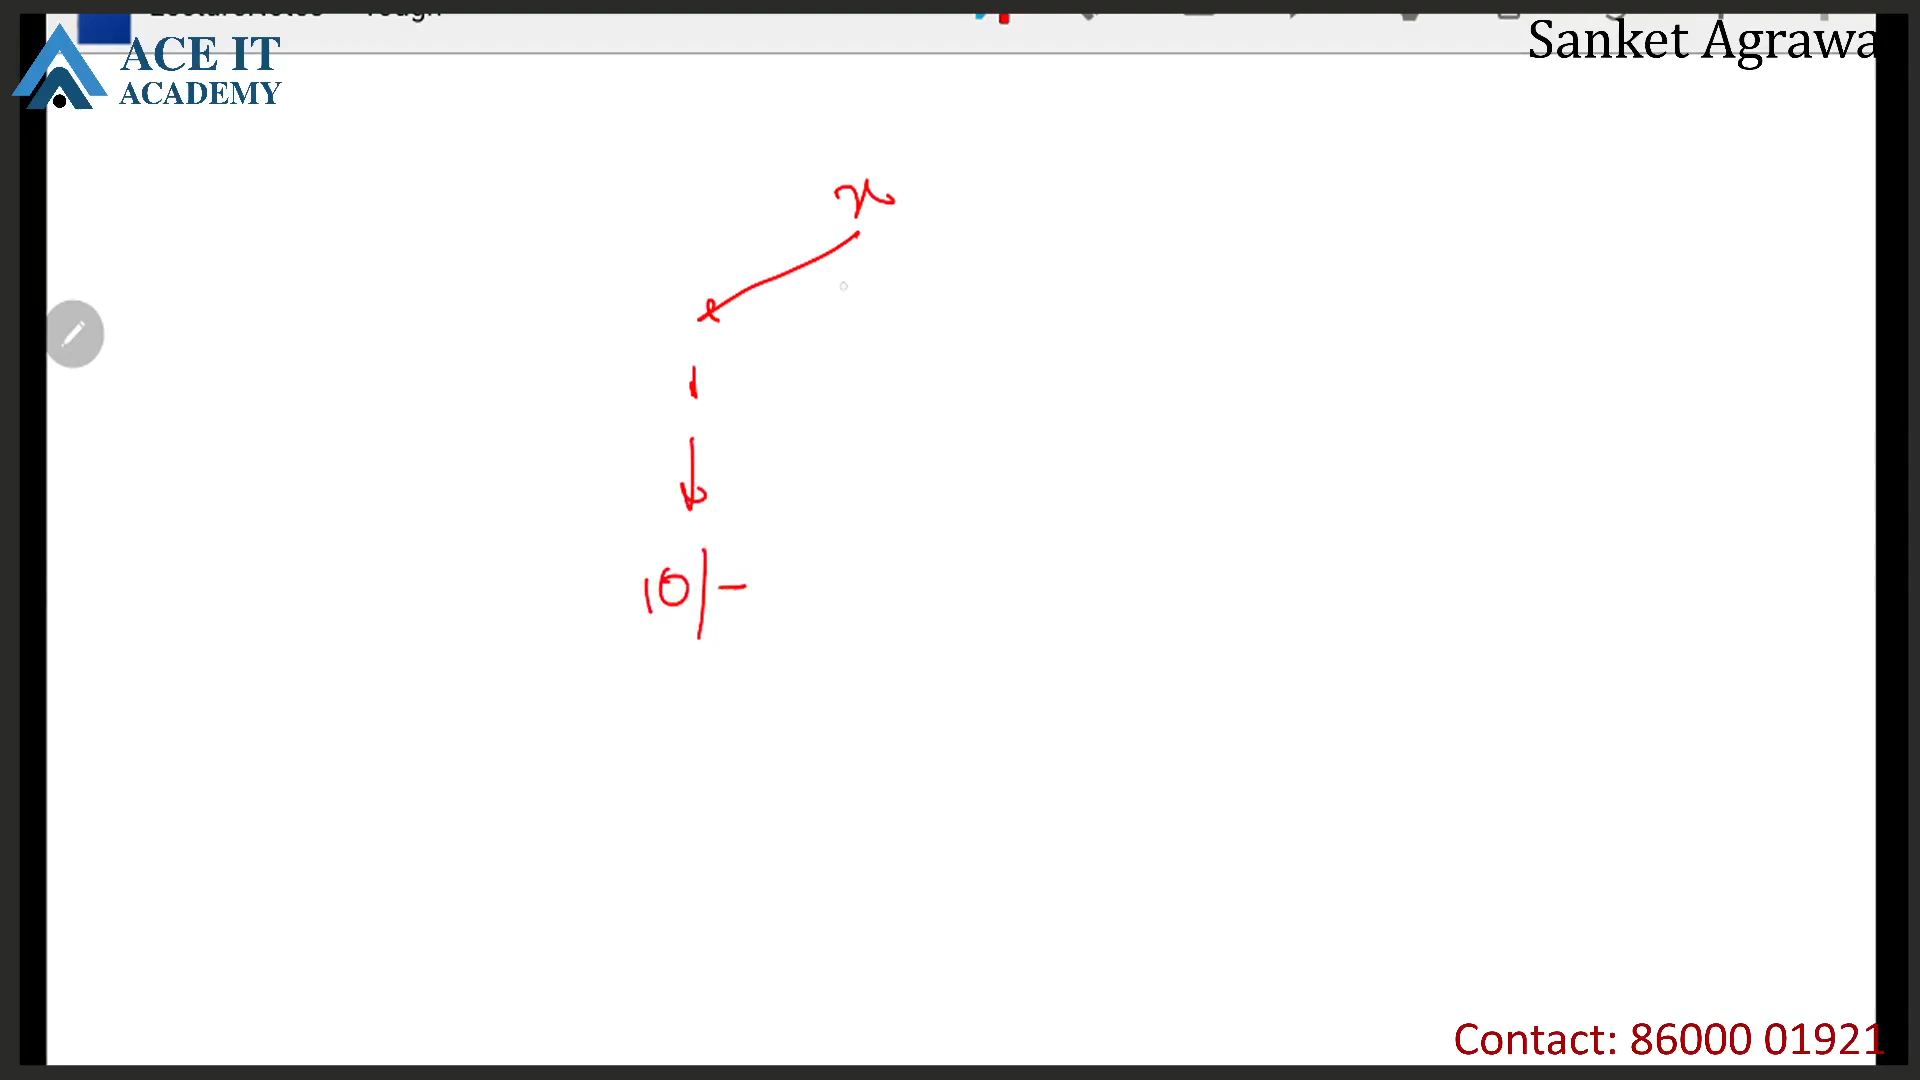 Sanket Agrawa
ACE IT
ACADEMY
x
1
10/-
Contact: 86000 01921